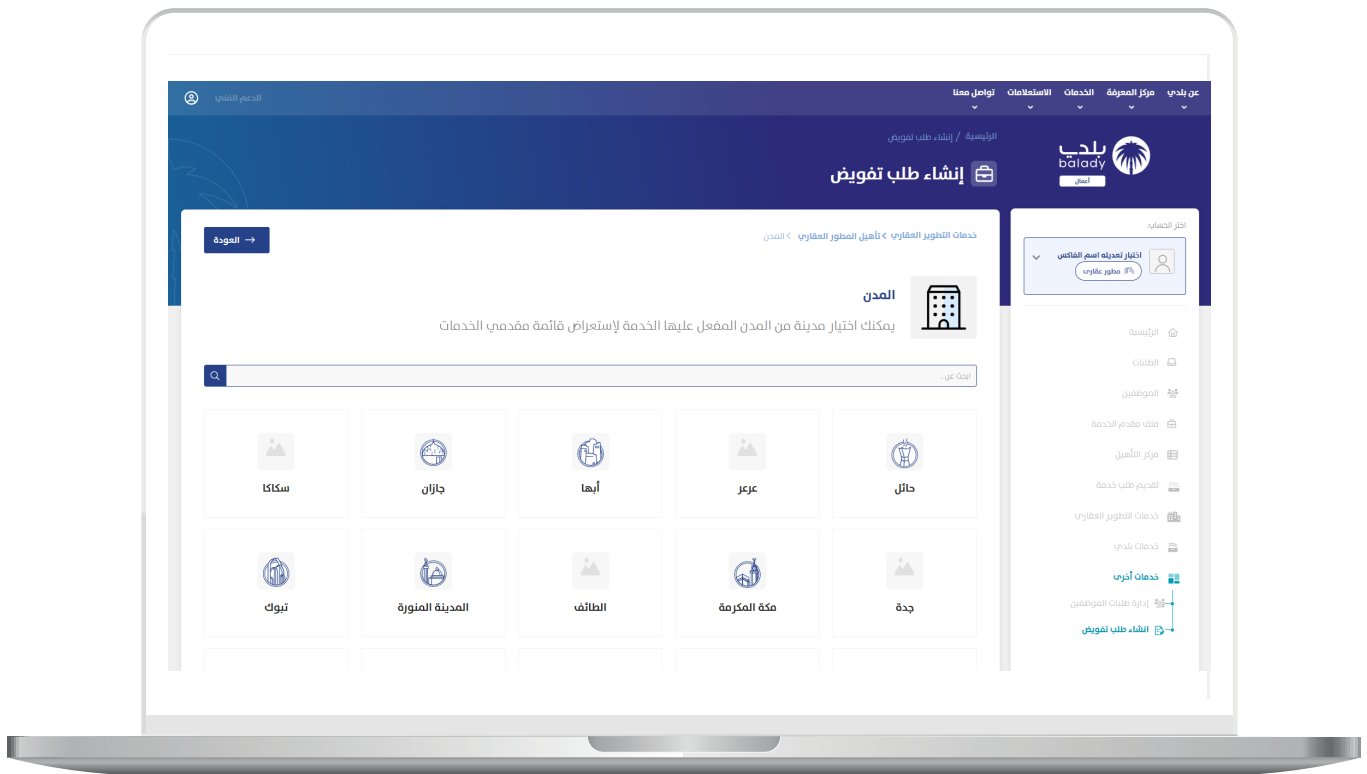 عن بلدي مركز المعرفة الخدمات الاستعلامات تواصل معنا
الدعم الفني
بلدي
balady
أعمال
الرئيسية / إنشاء طلب تفويض
إنشاء طلب تفويض
اختر الحساب:
اختبار تعديله اسم الفاكس
مطور عقاري
الرئيسية
الطلبات
الموظفين
ملف مقدم الخدمة
مركز التأهيل
تقديم طلب خدمة
خدمات التطوير العقاري
خدمات بلدي
خدمات أخرى
إدارة طلبات الموظفين
انشاء طلب تفويض
خدمات التطوير العقاري > تأهيل المطور العقاري > المدن
العودة
المدن
يمكنك اختيار مدينة من المدن المفعل عليها الخدمة لإستعراض قائمة مقدمي الخدمات
ابحث عن...
حائل عرعر أبها جازان سكاكا
جدة مكة المكرمة الطائف المدينة المنورة تبوك